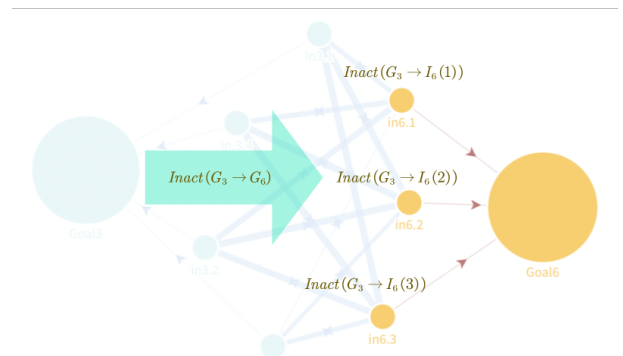 Inact(G₃ → I₆(1))
in6.1
Inact(G₃ → G₆)
Inact(G₃ → I₆(2))
in6.2
Goal3
in3.2
Goal6
Inact(G₃ → I₆(3))
in6.3